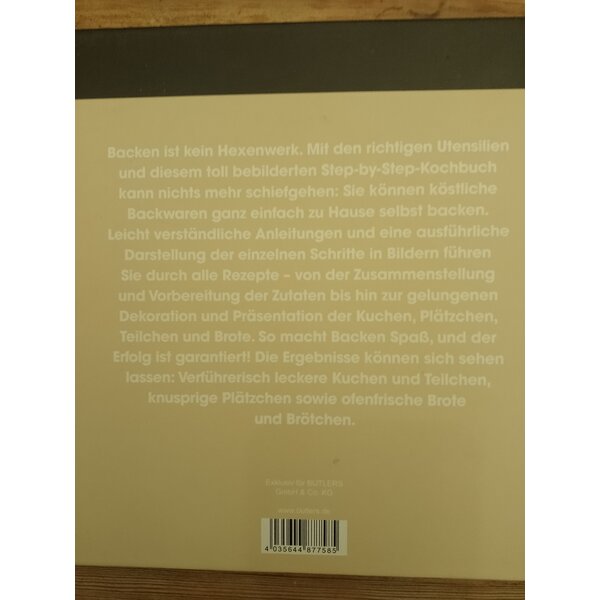 Backen ist kein Hexenwerk. Mit den richtigen Utensilien
und diesem toll bebilderten Step-by-Step-Kochbuch
kann nichts mehr schiefgehen: Sie können köstliche
Backwaren ganz einfach zu Hause selbst backen.
Leicht verständliche Anleitungen und eine ausführliche
Darstellung der einzelnen Schritte in Bildern führen
Sie durch alle Rezepte – von der Zusammenstellung
und Vorbereitung der Zutaten bis hin zur gelungenen
Dekoration und Präsentation der Kuchen, Plätzchen,
Teilchen und Brote. So macht Backen Spaß, und der
Erfolg ist garantiert! Die Ergebnisse können sich sehen
lassen: Verführerisch leckere Kuchen und Teilchen,
knusprige Plätzchen sowie ofenfrische Brote
und Brötchen.
Exklusiv für BUTLERS
GmbH & Co. KG
www.butlers.de
4 035644 877585